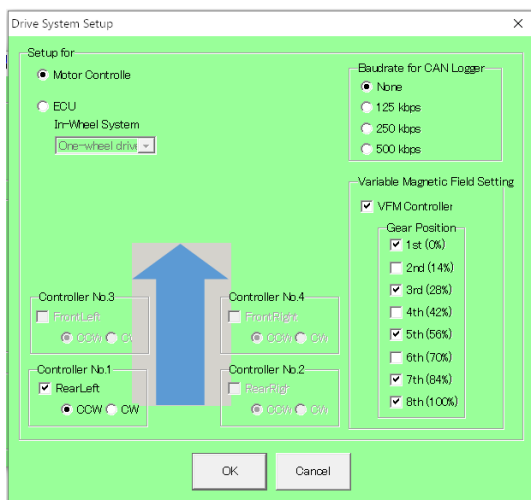 Drive System Setup
Setup for
Motor Controlle
ECU
In-Wheel System
One-wheel drive
Baudrate for CAN Logger
None
125 kbps
250 kbps
500 kbps
Variable Magnetic Field Setting
VFM Controller
Gear Position
1st (0%)
2nd (14%)
3rd (28%)
4th (42%)
5th (56%)
6th (70%)
7th (84%)
8th (100%)
Controller No.3
FrontLeft
CCW C
Controller No.4
FrontRight
CCW CW
Controller No.1
RearLeft
CCW CW
Controller No.2
RearRigh
CCW CW
OK
Cancel